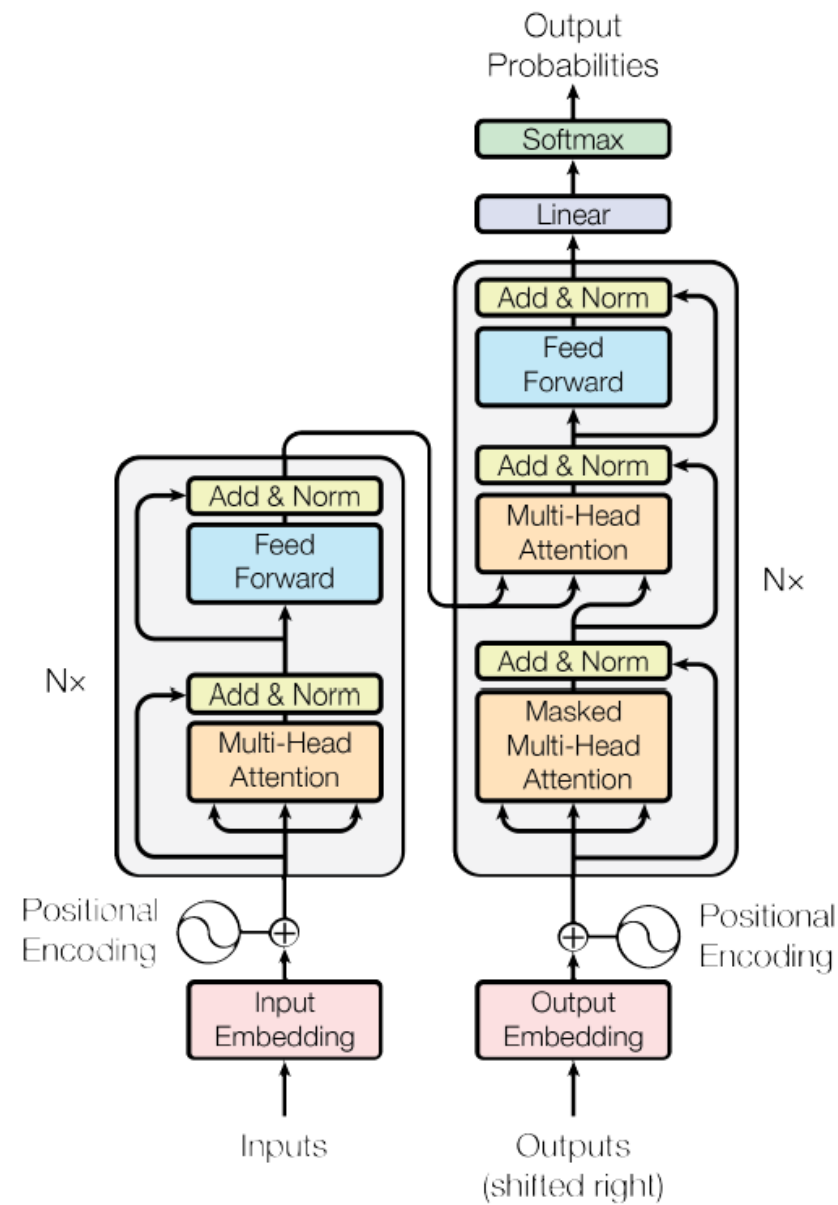 Output
Probabilities
Softmax
Linear
Add & Norm
Feed
Forward
Add & Norm
Multi-Head
Attention
Add & Norm
Masked
Multi-Head
Attention
Nx
Add & Norm
Feed
Forward
Add & Norm
Multi-Head
Attention
Nx
Positional
Encoding
Positional
Encoding
Input
Embedding
Output
Embedding
Inputs
Outputs
(shifted right)